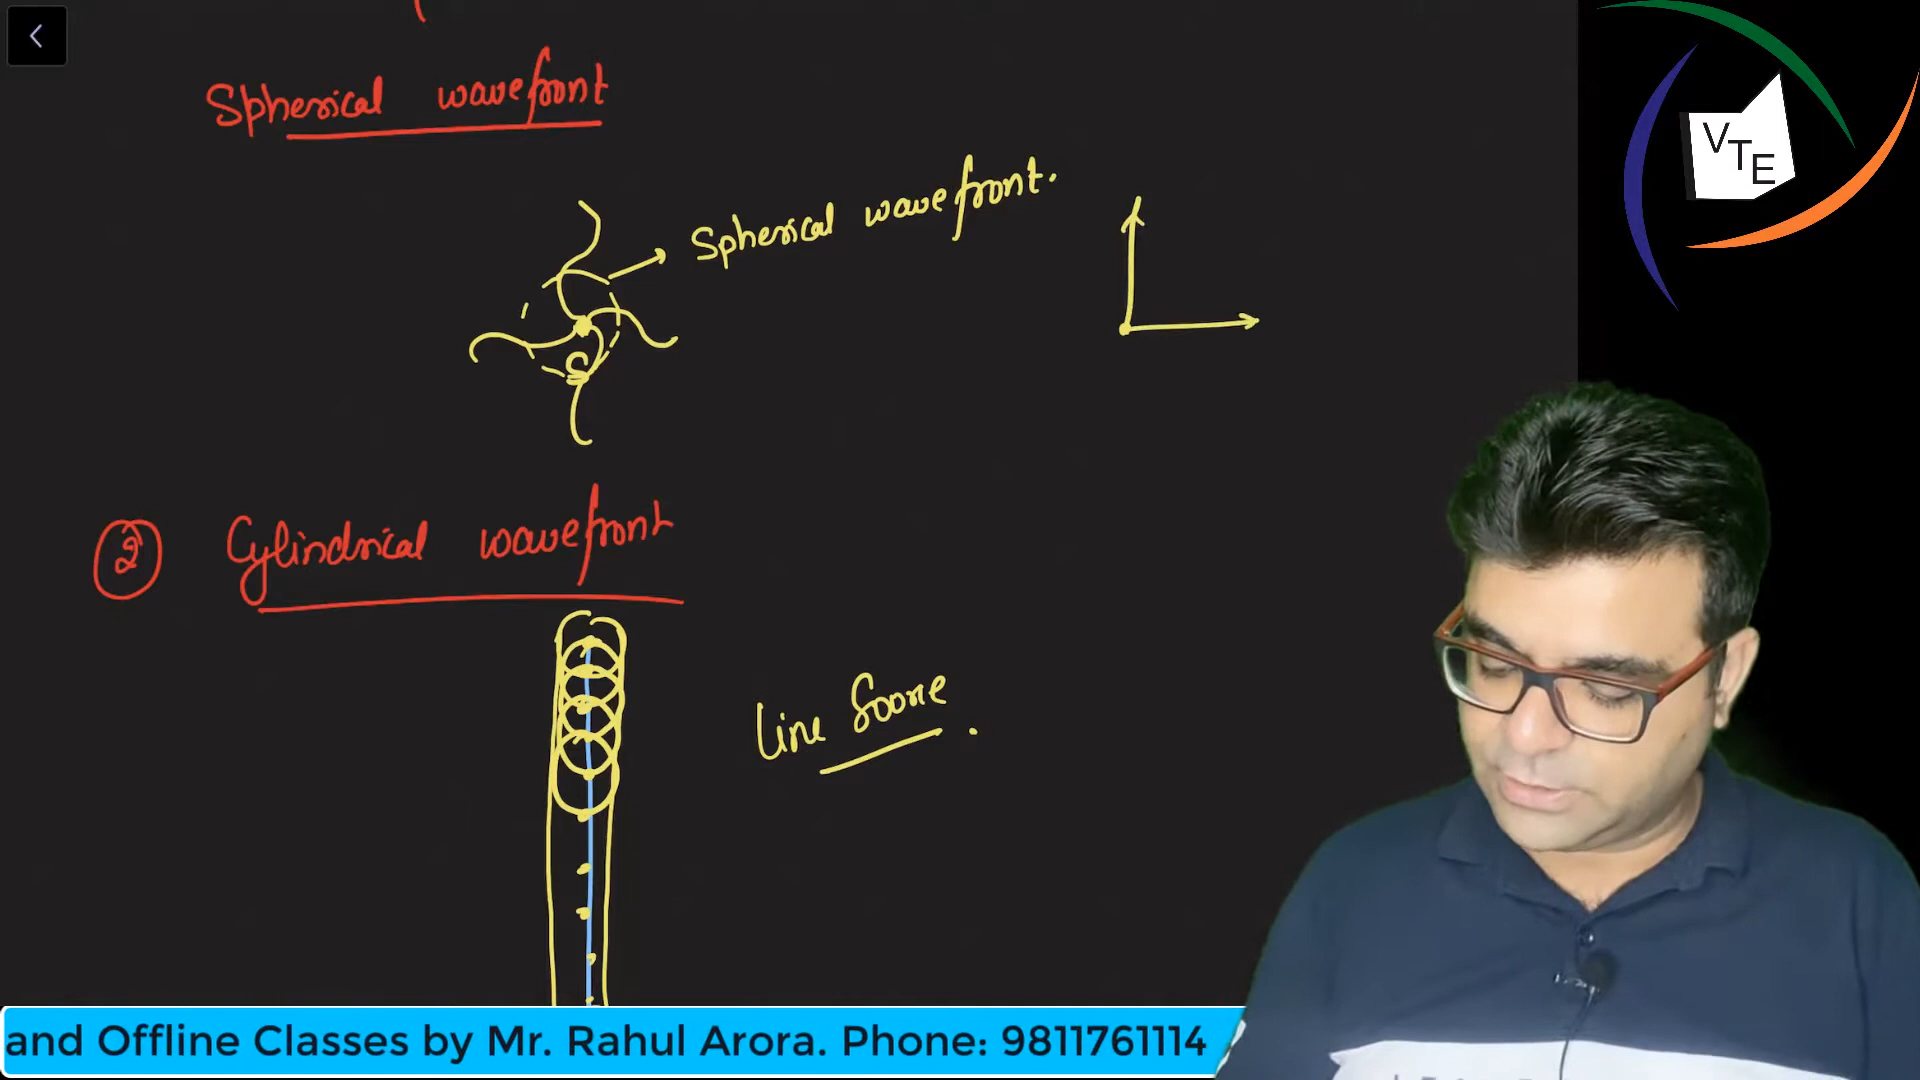 Spherical wavefront
Spherical wavefront.
S
2 Cylindrical wavefront
Line Source.
VTE
and Offline Classes by Mr. Rahul Arora. Phone: 9811761114